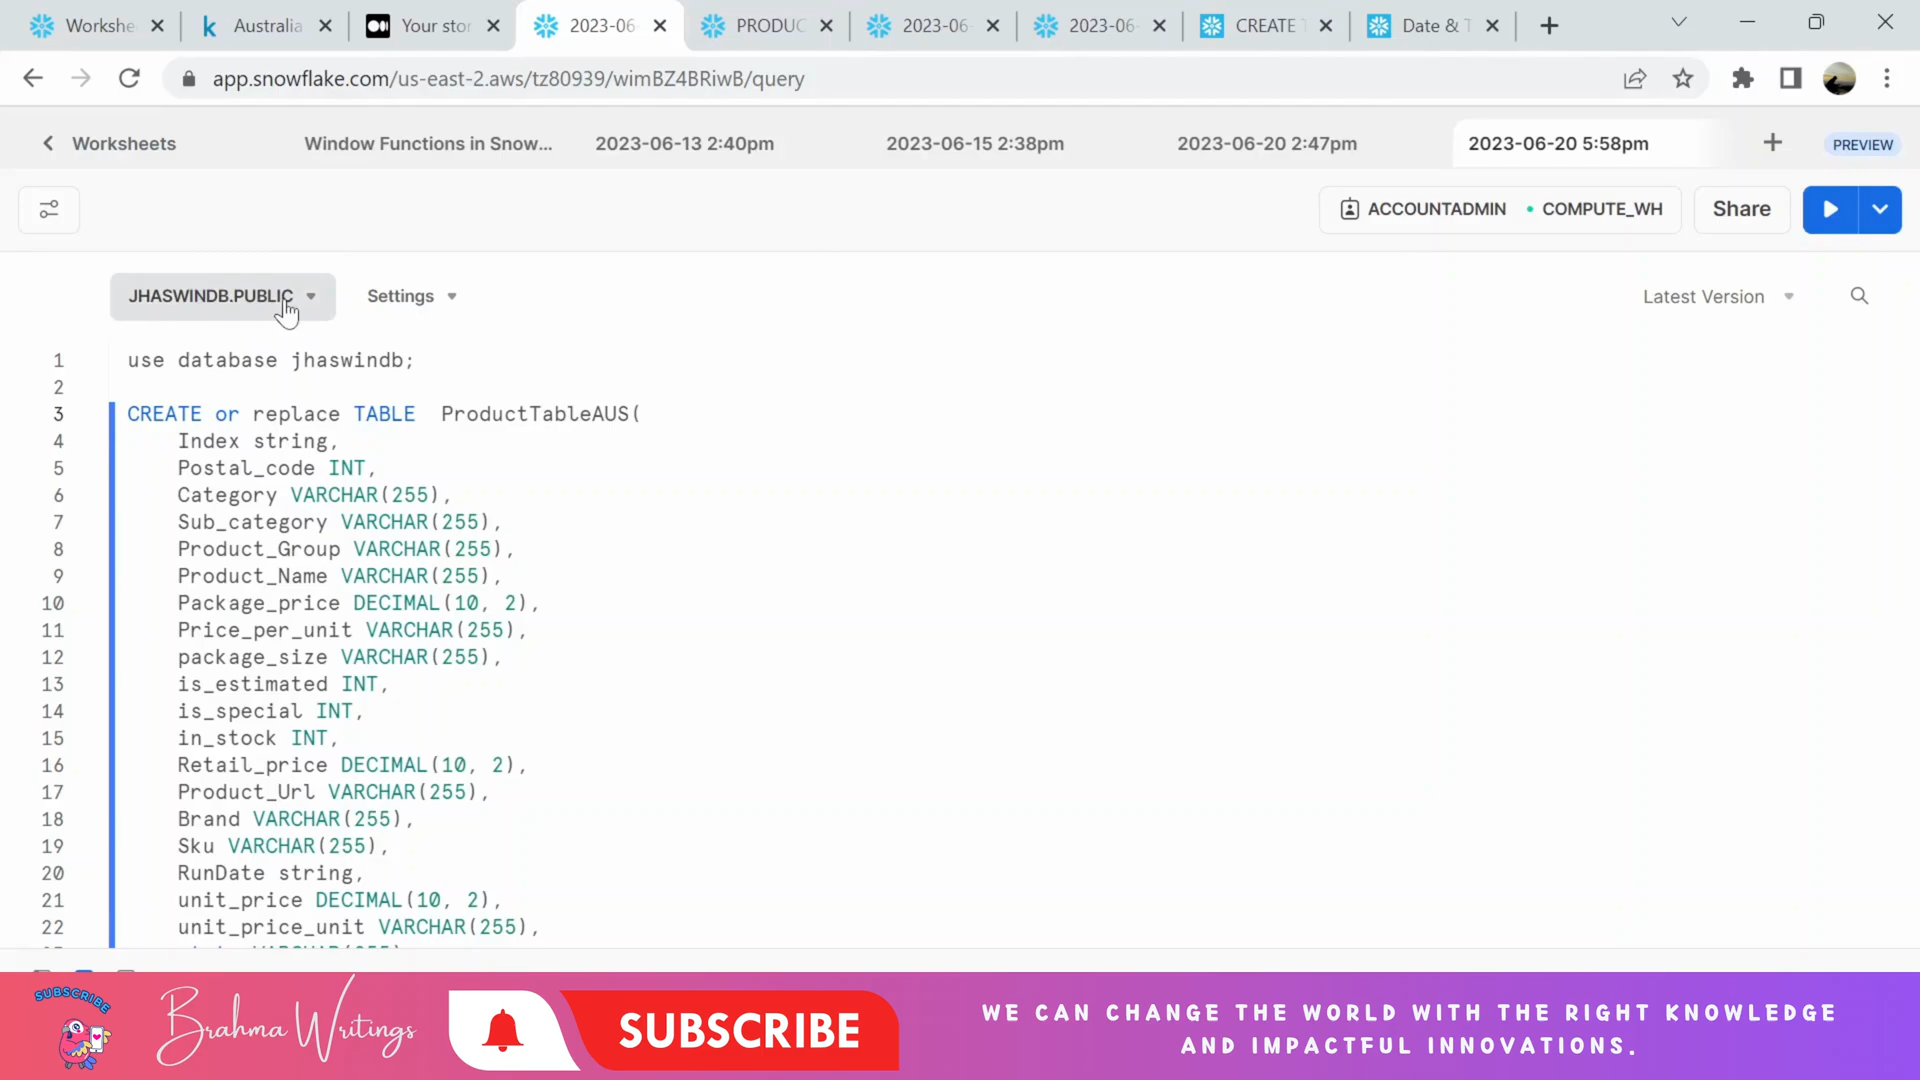 Workshe
Australia
Your stor
2023-06-
PRODUC
2023-06-
2023-06-
CREATE T
Date & T
app.snowflake.com/us-east-2.aws/tz80939/wimBZ4BRiwB/query
Worksheets
Window Functions in Snow...
2023-06-13 2:40pm
2023-06-15 2:38pm
2023-06-20 2:47pm
2023-06-20 5:58pm
PREVIEW
ACCOUNTADMIN
COMPUTE_WH
Share
JHASWINDB.PUBLIC
Settings
Latest Version
1 use database jhaswindb;
2
3 CREATE or replace TABLE  ProductTableAUS(
4 Index string,
5 Postal_code INT,
6 Category VARCHAR(255),
7 Sub_category VARCHAR(255),
8 Product_Group VARCHAR(255),
9 Product_Name VARCHAR(255),
10 Package_price DECIMAL(10, 2),
11 Price_per_unit VARCHAR(255),
12 package_size VARCHAR(255),
13 is_estimated INT,
14 is_special INT,
15 in_stock INT,
16 Retail_price DECIMAL(10, 2),
17 Product_Url VARCHAR(255),
18 Brand VARCHAR(255),
19 Sku VARCHAR(255),
20 RunDate string,
21 unit_price DECIMAL(10, 2),
22 unit_price_unit VARCHAR(255),
SUBSCRIBE
Brahma Writings
SUBSCRIBE
WE CAN CHANGE THE WORLD WITH THE RIGHT KNOWLEDGE
AND IMPACTFUL INNOVATIONS.